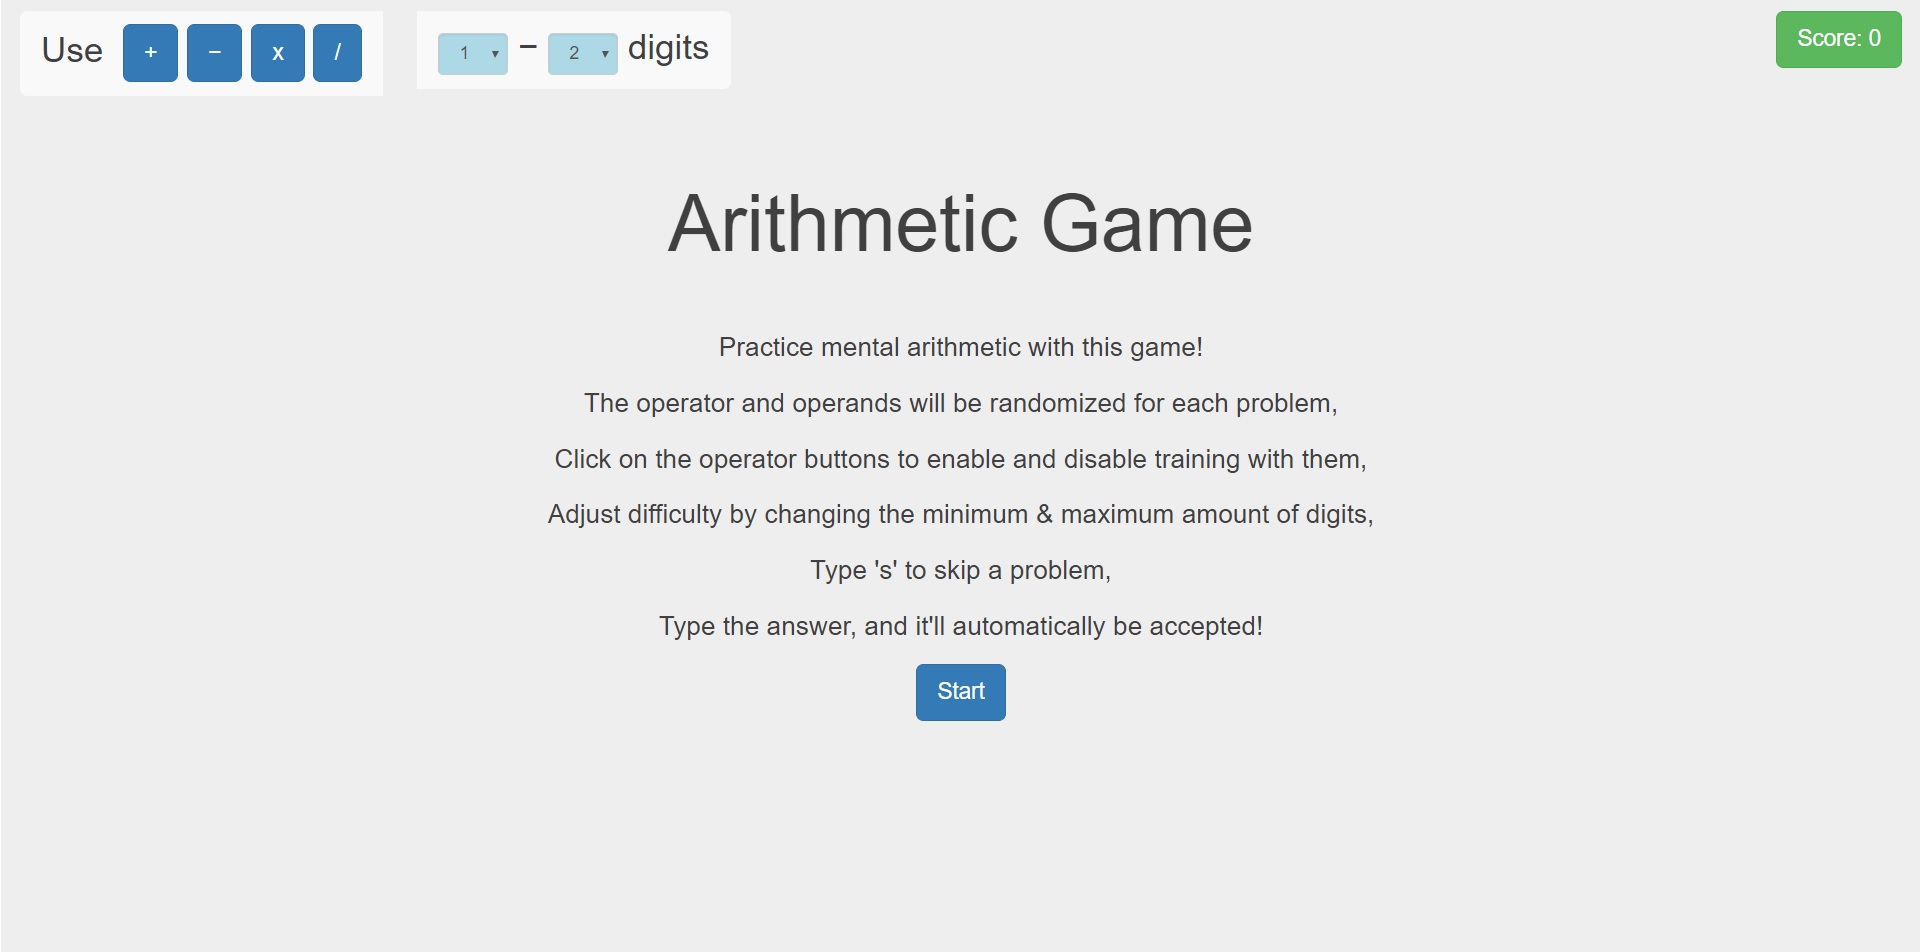 Use + − x / 1 – 2 digits Score: 0
Arithmetic Game
Practice mental arithmetic with this game!
The operator and operands will be randomized for each problem,
Click on the operator buttons to enable and disable training with them,
Adjust difficulty by changing the minimum & maximum amount of digits,
Type 's' to skip a problem,
Type the answer, and it'll automatically be accepted!
Start